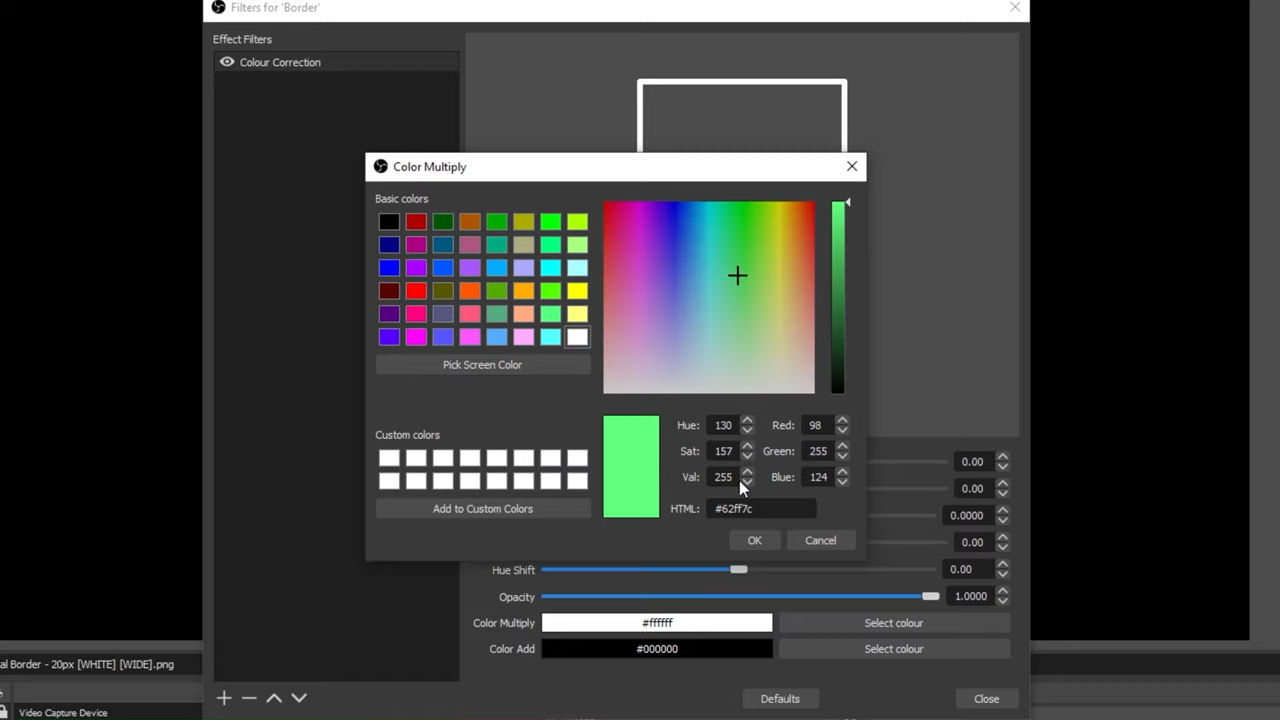 Filters for 'Border'
Effect Filters
Colour Correction
Color Multiply
Basic colors
Pick Screen Color
Custom colors
Add to Custom Colors
Hue: 130 Red: 98
Sat: 157 Green: 255
Val: 255 Blue: 124
HTML: #62ff7c
OK Cancel
0.00
0.00
0.0000
0.00
Hue Shift 0.00
Opacity 1.0000
Color Multiply #ffffff Select colour
Color Add #000000 Select colour
al Border - 20px [WHITE] [WIDE].png
Defaults Close
Video Capture Device